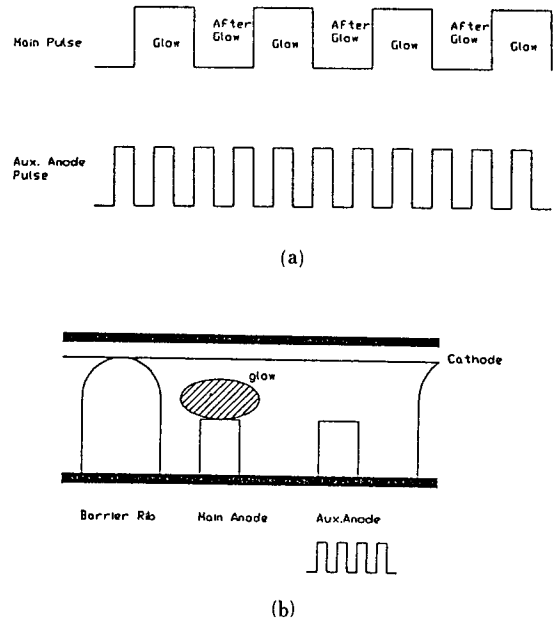 After After After
Main Pulse Glow Glow Glow Glow Glow Glow Glow
Aux. Anode
Pulse
(a)
Cathode
glow
Barrier Rib Main Anode Aux.Anode
(b)